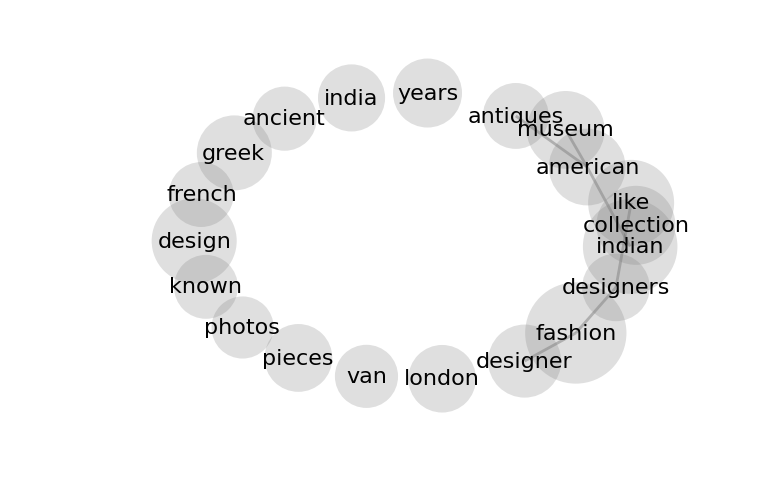 years
india
antiques
ancient
museum
greek
american
french
like
collection
design
indian
known
designers
photos
fashion
pieces
designer
van
london